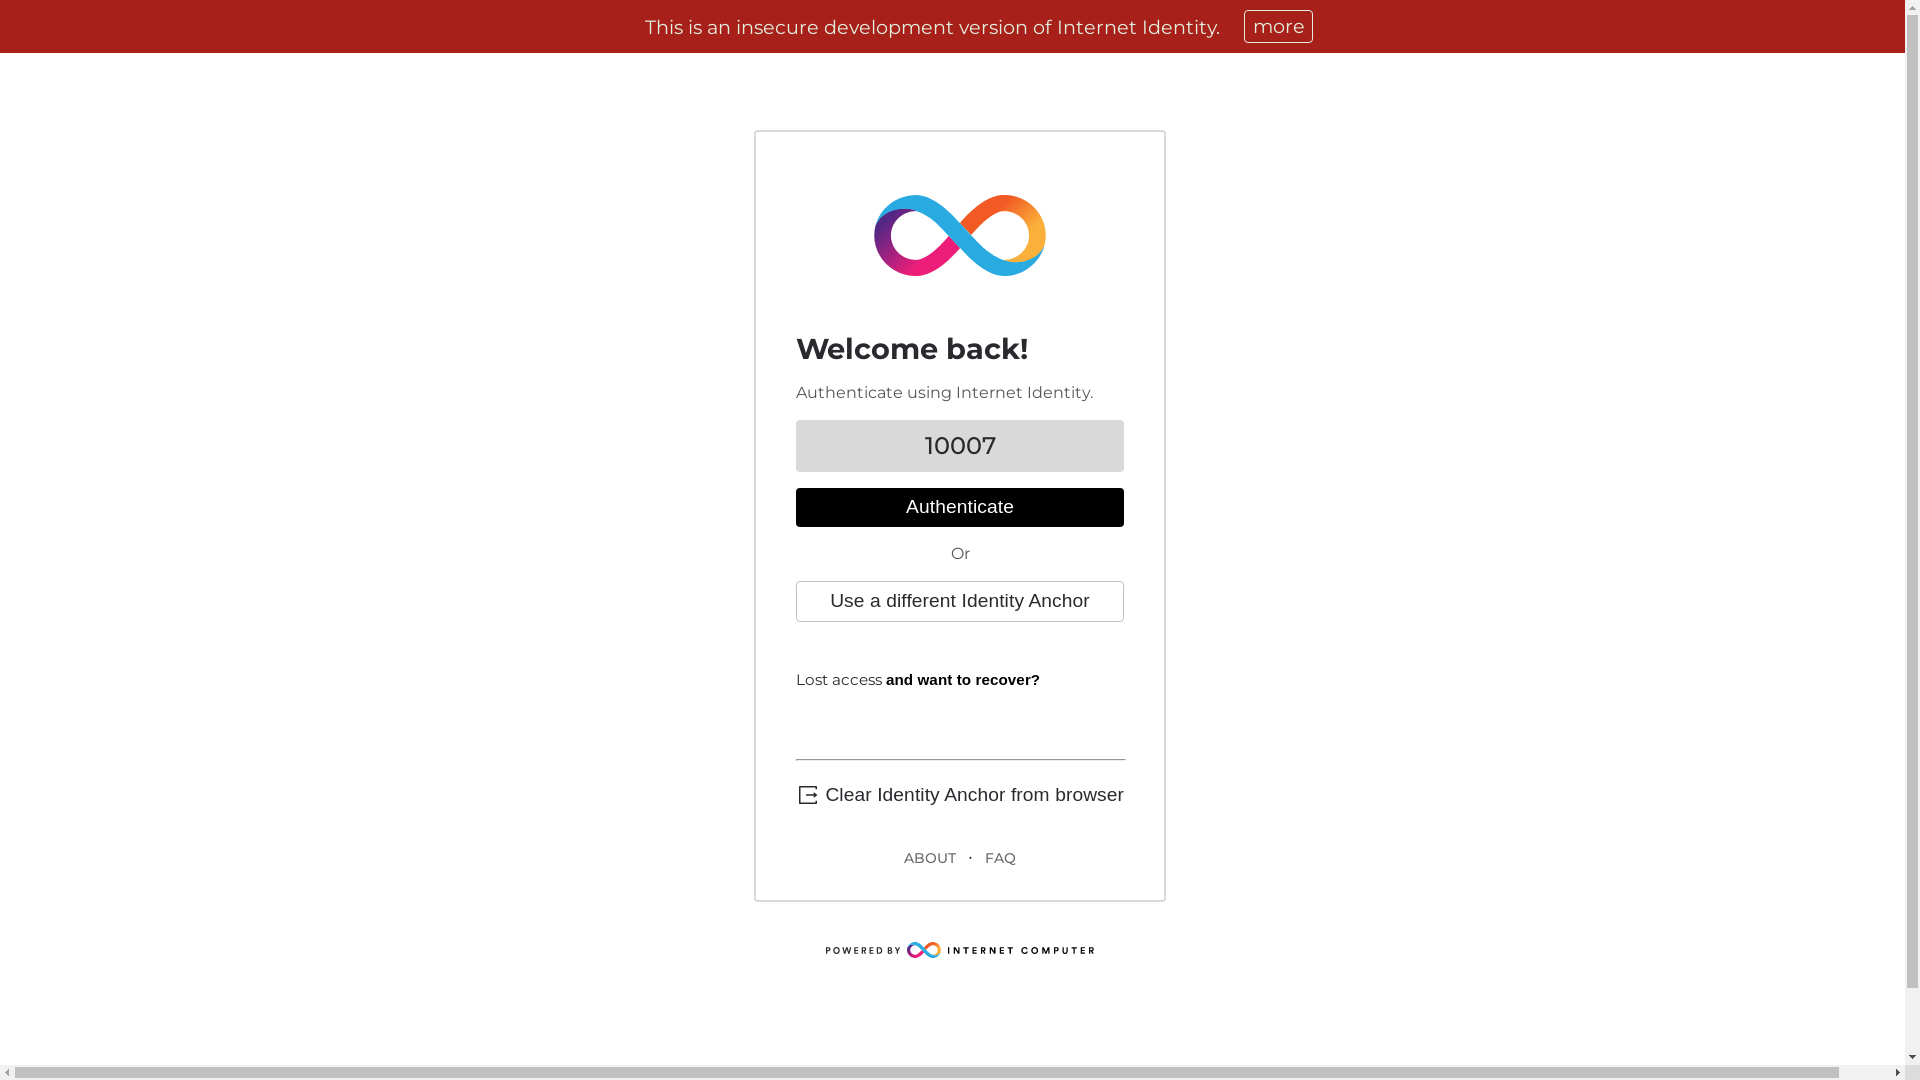 This is an insecure development version of Internet Identity. more
Welcome back!
Authenticate using Internet Identity.
10007
Authenticate
Or
Use a different Identity Anchor
Lost access and want to recover?
Clear Identity Anchor from browser
ABOUT · FAQ
POWERED BY INTERNET COMPUTER